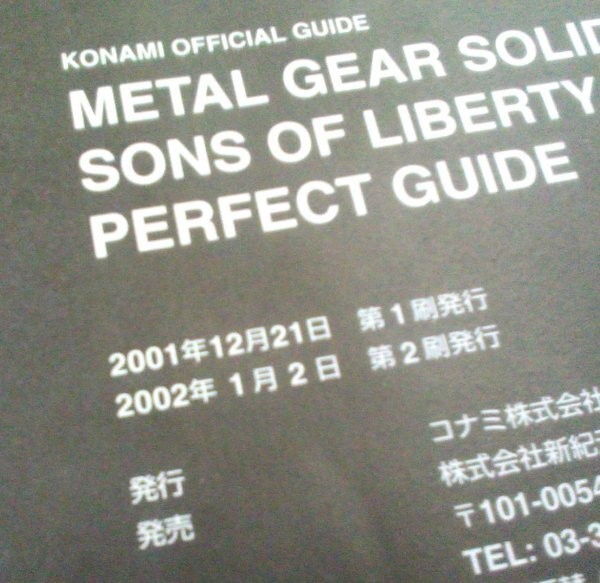 KONAMI OFFICIAL GUIDE
METAL GEAR SOLID
SONS OF LIBERTY
PERFECT GUIDE
2001年12月21日 第1刷発行
2002年 1月 2日 第2刷発行
コナミ株式会社
発行 株式会社新紀
発売 〒101-0054
TEL: 03-3